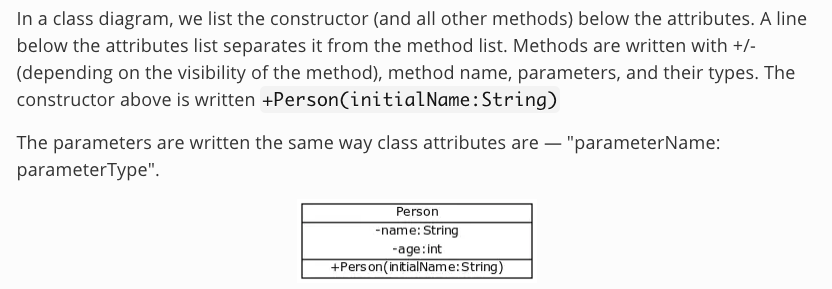 In a class diagram, we list the constructor (and all other methods) below the attributes. A line
below the attributes list separates it from the method list. Methods are written with +/-
(depending on the visibility of the method), method name, parameters, and their types. The
constructor above is written +Person(initialName:String)
The parameters are written the same way class attributes are — "parameterName:
parameterType".
Person
-name:String
-age:int
+Person(initialName:String)